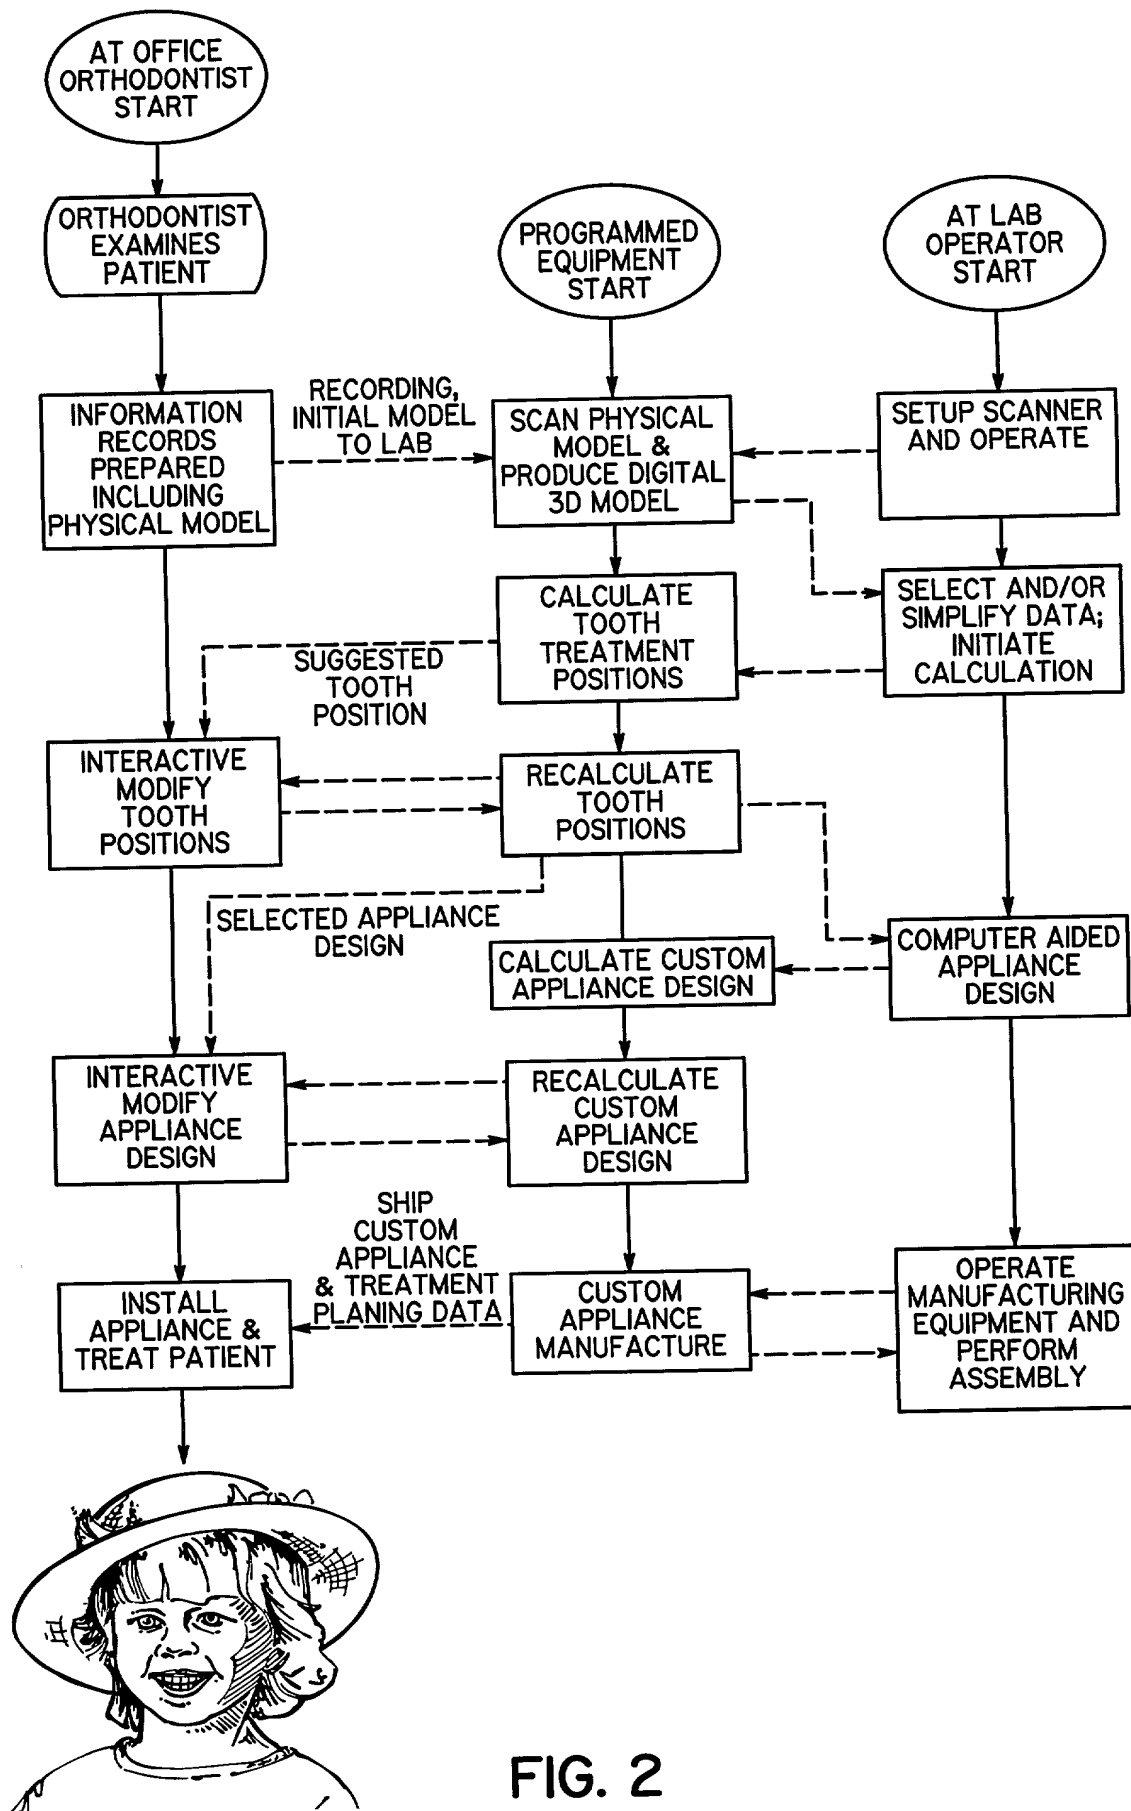 AT OFFICE
ORTHODONTIST
START
ORTHODONTIST
EXAMINES
PATIENT
PROGRAMMED
EQUIPMENT
START
AT LAB
OPERATOR
START
INFORMATION
RECORDS
PREPARED
INCLUDING
PHYSICAL MODEL
RECORDING,
INITIAL MODEL
TO LAB
SCAN PHYSICAL
MODEL &
PRODUCE DIGITAL
3D MODEL
SETUP SCANNER
AND OPERATE
CALCULATE
TOOTH
TREATMENT
POSITIONS
SELECT AND/OR
SIMPLIFY DATA;
INITIATE
CALCULATION
SUGGESTED
TOOTH
POSITION
INTERACTIVE
MODIFY
TOOTH
POSITIONS
RECALCULATE
TOOTH
POSITIONS
SELECTED APPLIANCE
DESIGN
CALCULATE CUSTOM
APPLIANCE DESIGN
COMPUTER AIDED
APPLIANCE
DESIGN
INTERACTIVE
MODIFY
APPLIANCE
DESIGN
RECALCULATE
CUSTOM
APPLIANCE
DESIGN
SHIP
CUSTOM
APPLIANCE
& TREATMENT
PLANING DATA
INSTALL
APPLIANCE &
TREAT PATIENT
CUSTOM
APPLIANCE
MANUFACTURE
OPERATE
MANUFACTURING
EQUIPMENT AND
PERFORM
ASSEMBLY
FIG. 2